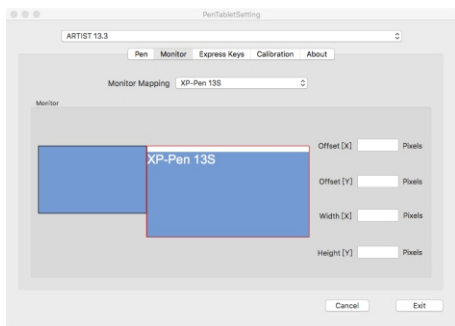 PenTabletSetting
ARTIST 13.3
Pen Monitor Express Keys Calibration About
Monitor Mapping XP-Pen 13S
Monitor
XP-Pen 13S
Offset [X] Pixels
Offset [Y] Pixels
Width [X] Pixels
Height [Y] Pixels
Cancel Exit